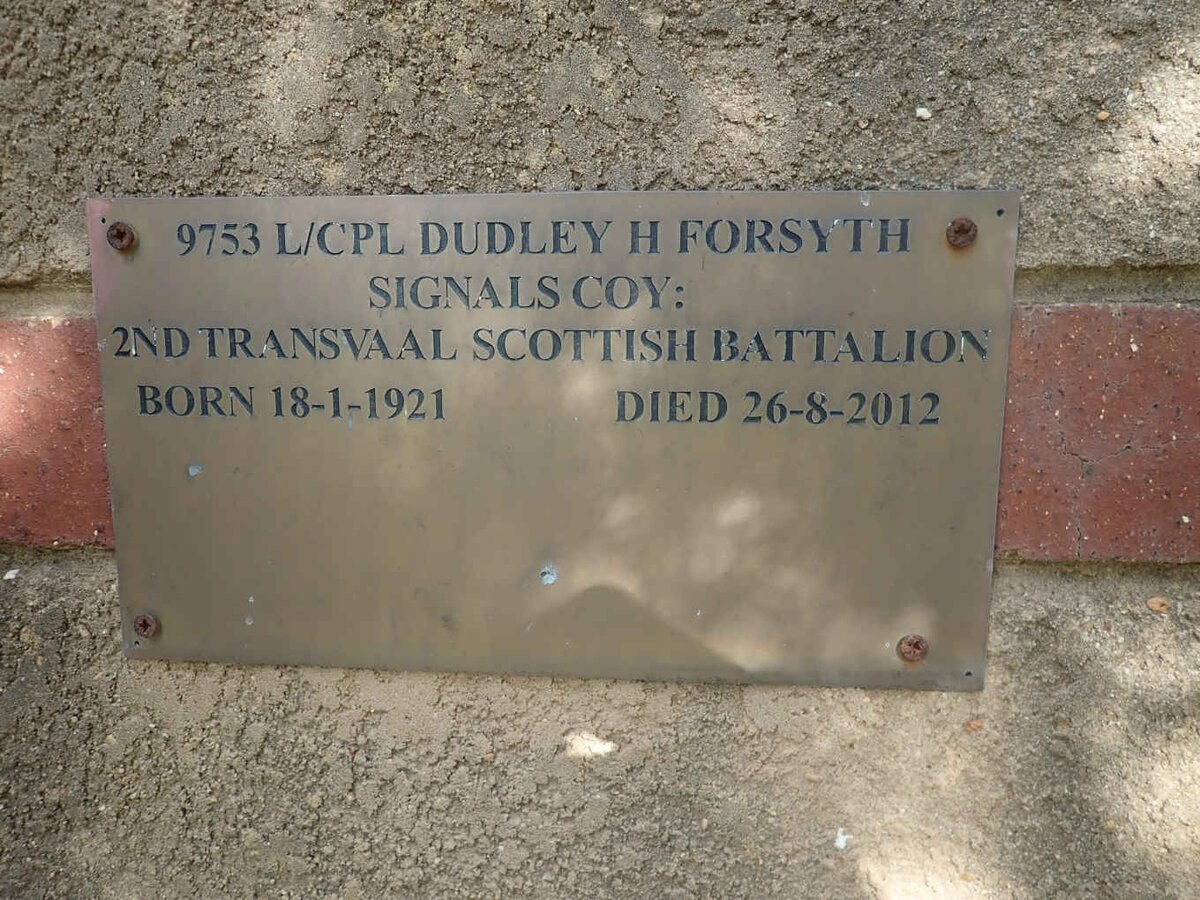 9753 L/CPL DUDLEY H FORSYTH
SIGNALS COY:
2ND TRANSVAAL SCOTTISH BATTALION
BORN 18-1-1921 DIED 26-8-2012